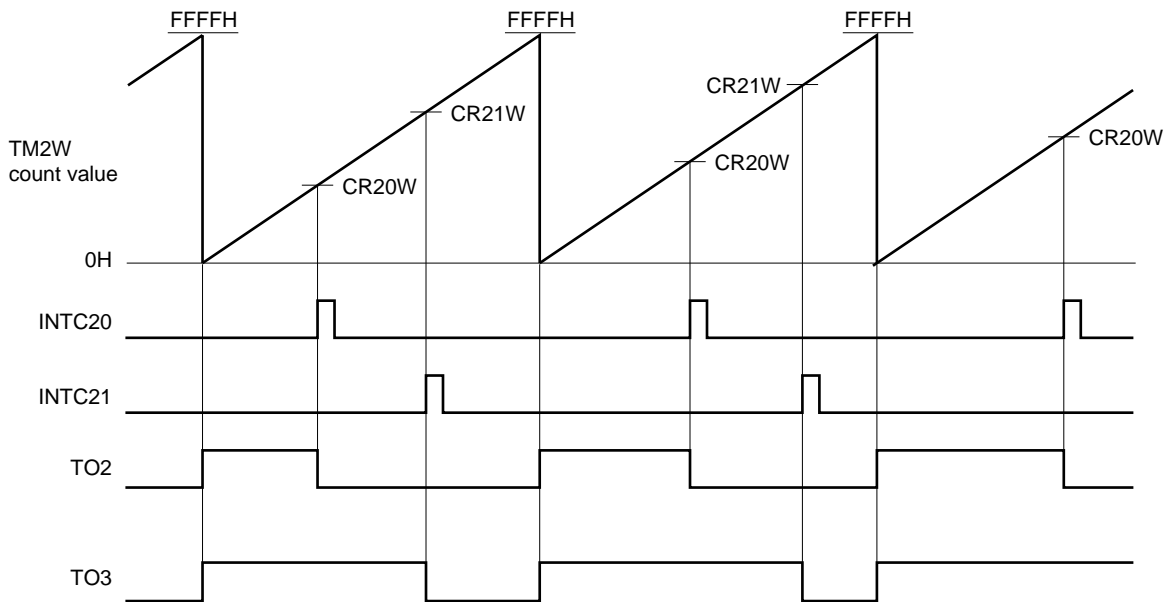 FFFFH FFFFH FFFFH
CR21W
CR21W
CR20W
TM2W
count value
CR20W
CR20W
0H
INTC20
INTC21
TO2
TO3